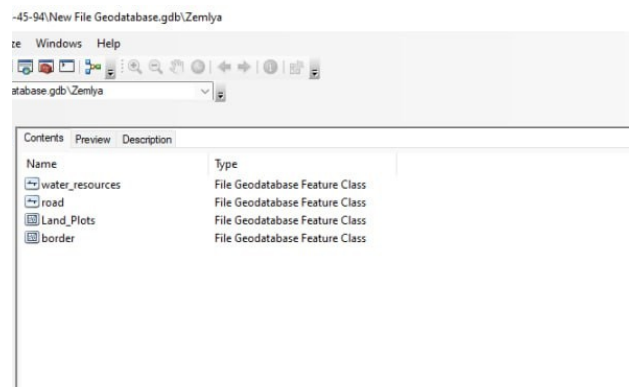 -45-94\New File Geodatabase.gdb\Zemlya
ze Windows Help
atabase.gdb\Zemlya
Contents Preview Description
Name Type
water_resources File Geodatabase Feature Class
road File Geodatabase Feature Class
Land_Plots File Geodatabase Feature Class
border File Geodatabase Feature Class